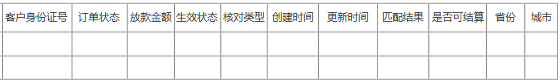 客户身份证号 订单状态 放款金额 生效状态 核对类型 创建时间 更新时间 匹配结果 是否可结算 省份 城市